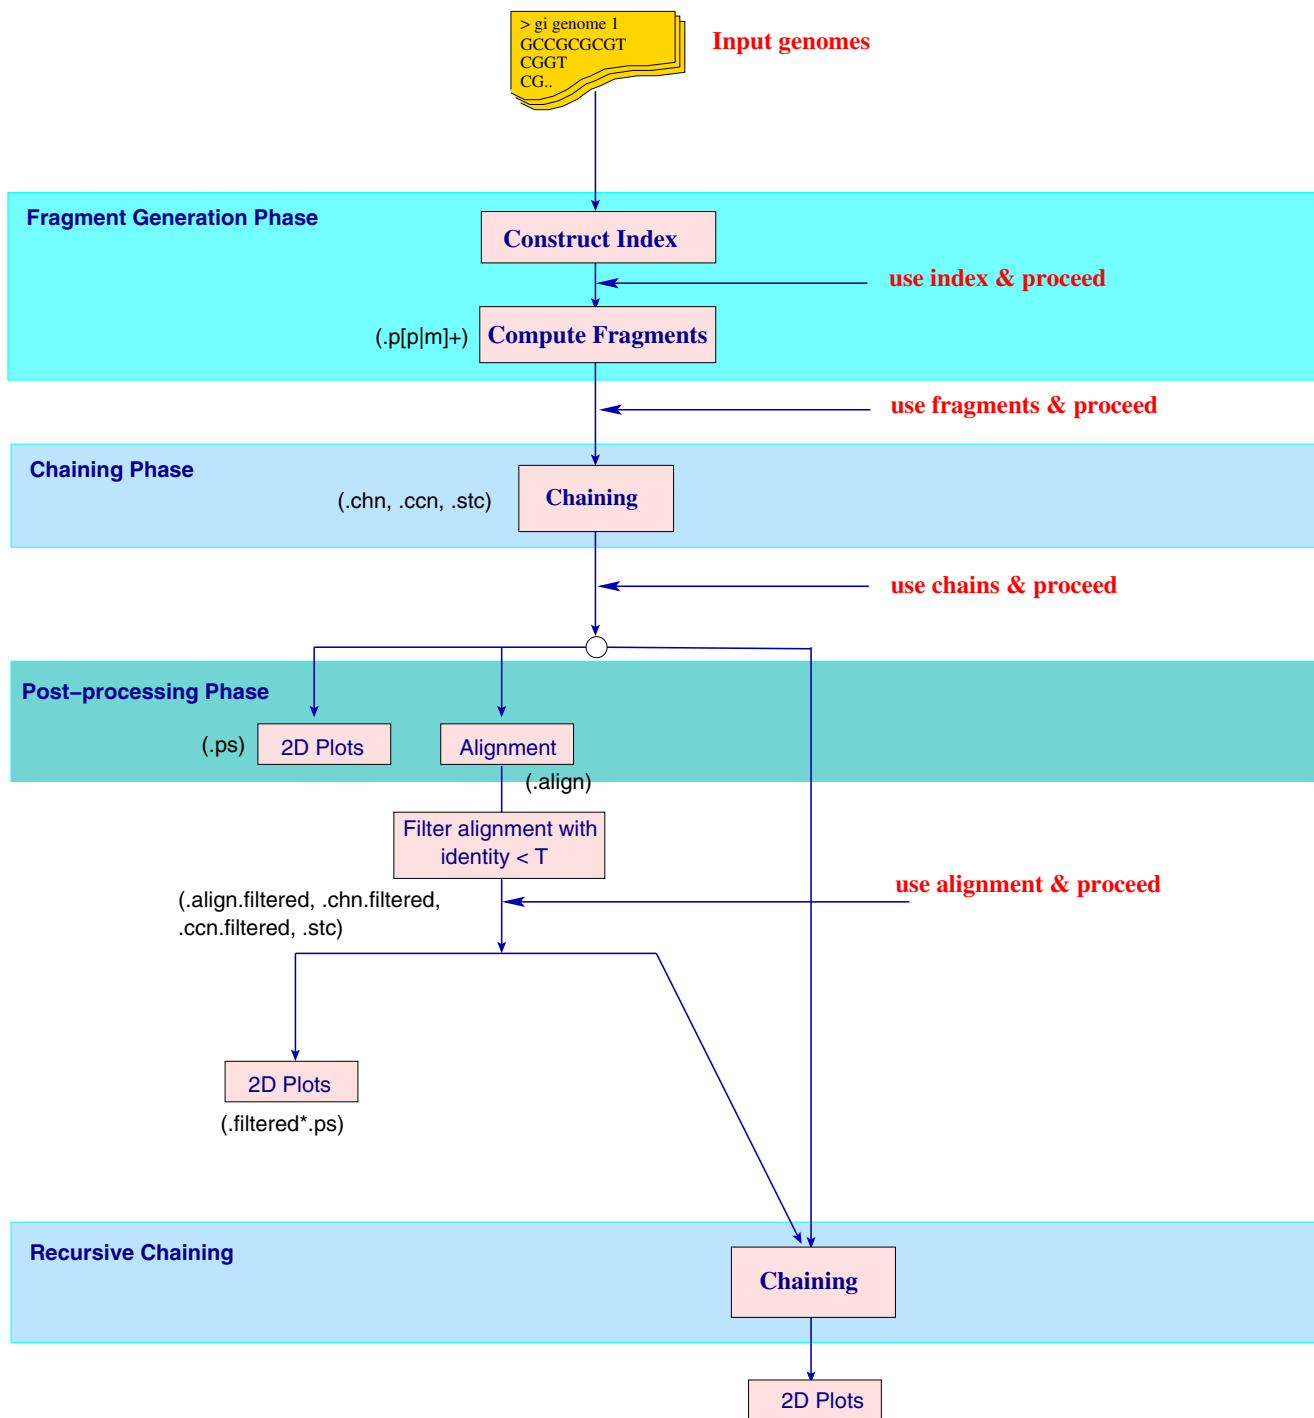 > gi genome 1
GCCGCGCGT
CGGT
CG..
Input genomes
Fragment Generation Phase
Construct Index
use index & proceed
(.p[p|m]+)
Compute Fragments
use fragments & proceed
Chaining Phase
(.chn, .ccn, .stc)
Chaining
use chains & proceed
Post−processing Phase
(.ps)
2D Plots
Alignment
(.align)
Filter alignment with
identity < T
use alignment & proceed
(.align.filtered, .chn.filtered,
.ccn.filtered, .stc)
2D Plots
(.filtered*.ps)
Recursive Chaining
Chaining
2D Plots